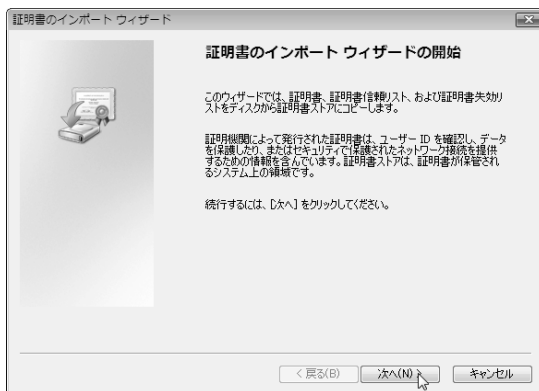 証明書のインポート ウィザード
証明書のインポート ウィザードの開始
このウィザードでは、証明書、証明書信頼リスト、および証明書失効リ
ストをディスクから証明書ストアにコピーします。
証明機関によって発行された証明書は、ユーザー ID を確認し、データ
を保護したり、またはセキュリティで保護されたネットワーク接続を提供
するための情報を含んでいます。証明書ストアは、証明書が保管され
るシステム上の領域です。
続行するには、[次へ] をクリックしてください。
< 戻る(B)
次へ(N) >
キャンセル